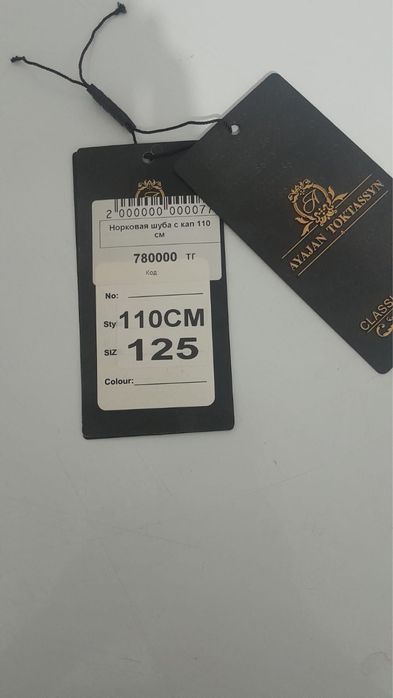 2 000000 00007
Норковая шуба с кап 110
см
780000 тг
Код
No:
Sty 110CM
SIZ 125
Colour:
A
AYAJAN TOKTASSYN